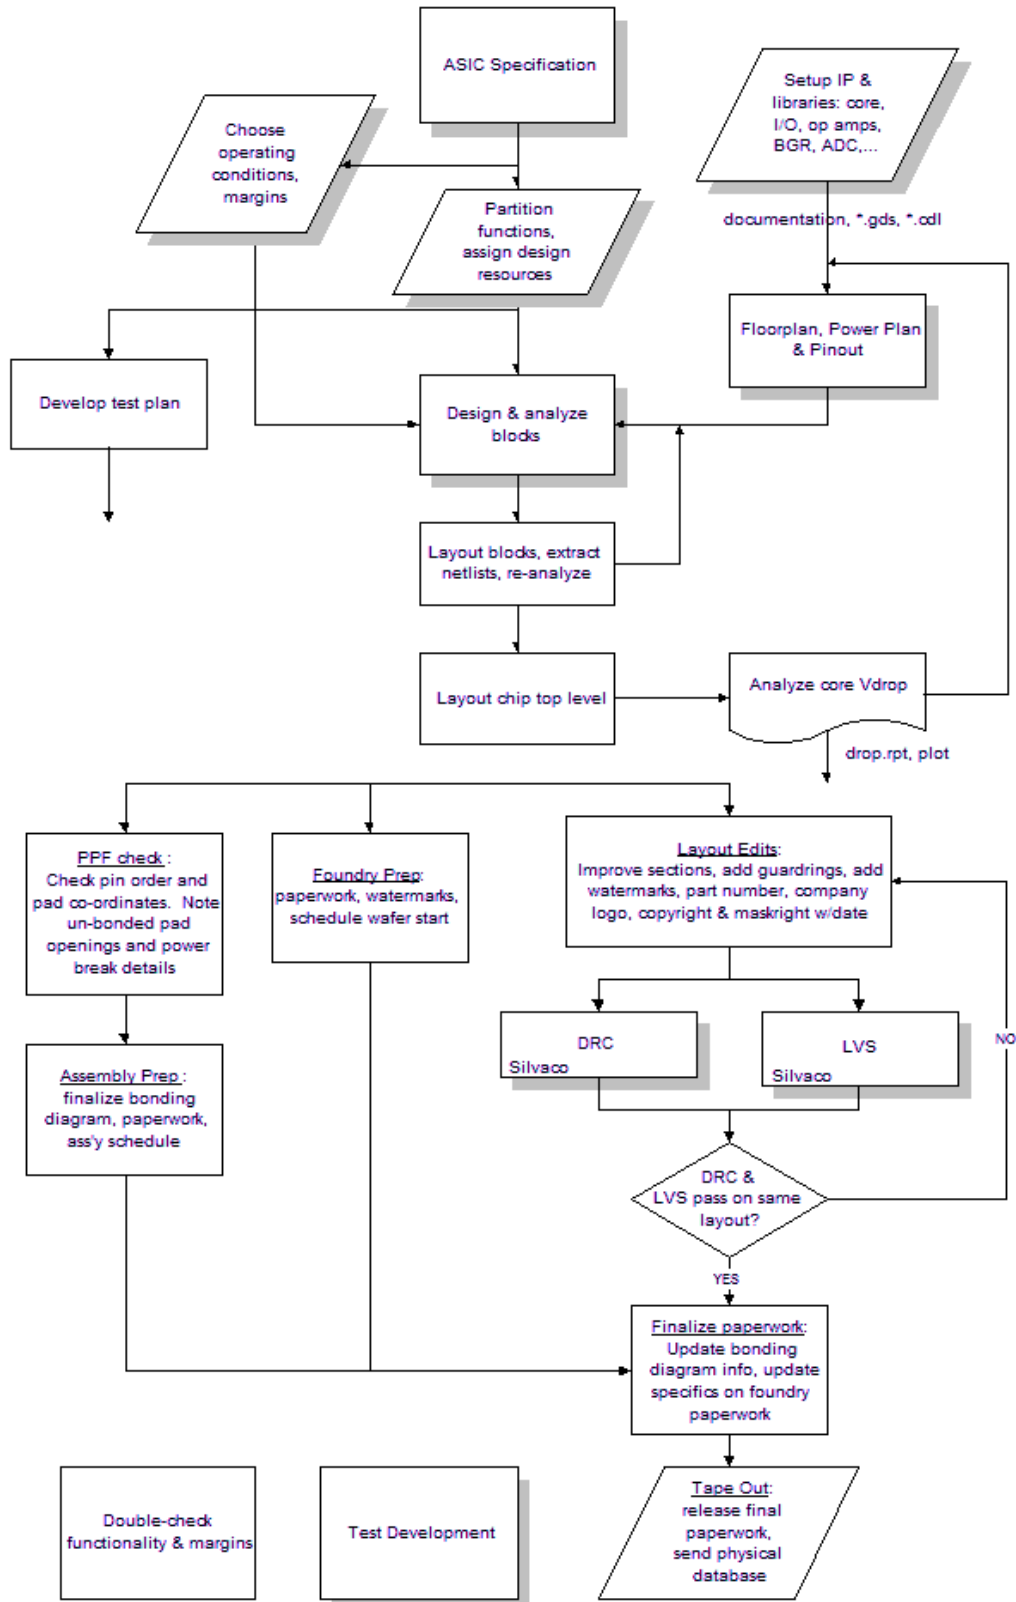 ASIC Specification
Setup IP &
libraries: core,
I/O, op amps,
BGR, ADC,...
Choose
operating
conditions,
margins
Partition
functions,
assign design
resources
documentation, *.gds, *.cdl
Floorplan, Power Plan
& Pinout
Develop test plan
Design & analyze
blocks
Layout blocks, extract
netlists, re-analyze
Layout chip top level
Analyze core Vdrop
drop.rpt, plot
PPF check :
Check pin order and
pad co-ordinates. Note
un-bonded pad
openings and power
break details
Foundry Prep:
paperwork, watermarks,
schedule wafer start
Layout Edits:
Improve sections, add guardrings, add
watermarks, part number, company
logo, copyright & maskright w/date
DRC
Silvaco
LVS
Silvaco
NO
Assembly Prep :
finalize bonding
diagram, paperwork,
ass'y schedule
DRC &
LVS pass on same
layout?
YES
Finalize paperwork:
Update bonding
diagram info, update
specifics on foundry
paperwork
Double-check
functionality & margins
Test Development
Tape Out:
release final
paperwork,
send physical
database